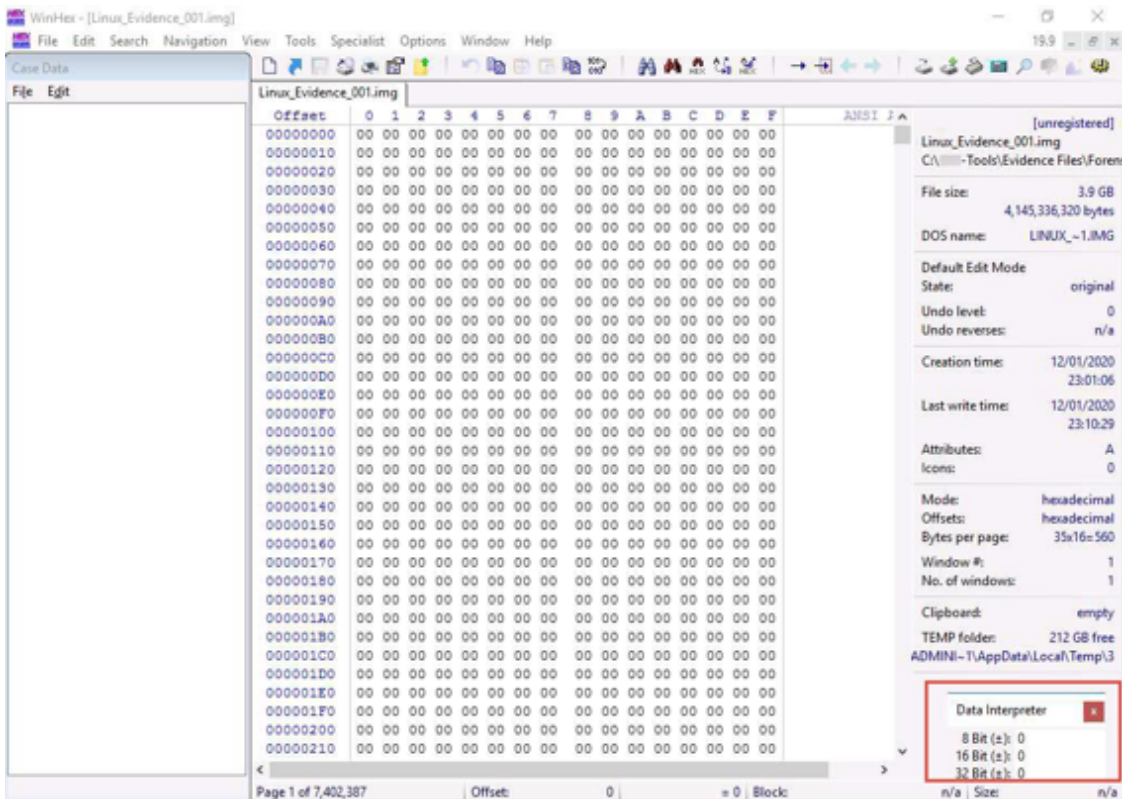 WinHex - [Linux_Evidence_001.img]
File Edit Search Navigation View Tools Specialist Options Window Help 19.9
Case Data
File Edit
Linux_Evidence_001.img
Offset 0 1 2 3 4 5 6 7 8 9 A B C D E F ANSI
00000000 00 00 00 00 00 00 00 00 00 00 00 00 00 00 00 00
00000010 00 00 00 00 00 00 00 00 00 00 00 00 00 00 00 00
00000020 00 00 00 00 00 00 00 00 00 00 00 00 00 00 00 00
00000030 00 00 00 00 00 00 00 00 00 00 00 00 00 00 00 00
00000040 00 00 00 00 00 00 00 00 00 00 00 00 00 00 00 00
00000050 00 00 00 00 00 00 00 00 00 00 00 00 00 00 00 00
00000060 00 00 00 00 00 00 00 00 00 00 00 00 00 00 00 00
00000070 00 00 00 00 00 00 00 00 00 00 00 00 00 00 00 00
00000080 00 00 00 00 00 00 00 00 00 00 00 00 00 00 00 00
00000090 00 00 00 00 00 00 00 00 00 00 00 00 00 00 00 00
000000A0 00 00 00 00 00 00 00 00 00 00 00 00 00 00 00 00
000000B0 00 00 00 00 00 00 00 00 00 00 00 00 00 00 00 00
000000C0 00 00 00 00 00 00 00 00 00 00 00 00 00 00 00 00
000000D0 00 00 00 00 00 00 00 00 00 00 00 00 00 00 00 00
000000E0 00 00 00 00 00 00 00 00 00 00 00 00 00 00 00 00
000000F0 00 00 00 00 00 00 00 00 00 00 00 00 00 00 00 00
00000100 00 00 00 00 00 00 00 00 00 00 00 00 00 00 00 00
00000110 00 00 00 00 00 00 00 00 00 00 00 00 00 00 00 00
00000120 00 00 00 00 00 00 00 00 00 00 00 00 00 00 00 00
00000130 00 00 00 00 00 00 00 00 00 00 00 00 00 00 00 00
00000140 00 00 00 00 00 00 00 00 00 00 00 00 00 00 00 00
00000150 00 00 00 00 00 00 00 00 00 00 00 00 00 00 00 00
00000160 00 00 00 00 00 00 00 00 00 00 00 00 00 00 00 00
00000170 00 00 00 00 00 00 00 00 00 00 00 00 00 00 00 00
00000180 00 00 00 00 00 00 00 00 00 00 00 00 00 00 00 00
00000190 00 00 00 00 00 00 00 00 00 00 00 00 00 00 00 00
000001A0 00 00 00 00 00 00 00 00 00 00 00 00 00 00 00 00
000001B0 00 00 00 00 00 00 00 00 00 00 00 00 00 00 00 00
000001C0 00 00 00 00 00 00 00 00 00 00 00 00 00 00 00 00
000001D0 00 00 00 00 00 00 00 00 00 00 00 00 00 00 00 00
000001E0 00 00 00 00 00 00 00 00 00 00 00 00 00 00 00 00
000001F0 00 00 00 00 00 00 00 00 00 00 00 00 00 00 00 00
00000200 00 00 00 00 00 00 00 00 00 00 00 00 00 00 00 00
00000210 00 00 00 00 00 00 00 00 00 00 00 00 00 00 00 00
[unregistered]
Linux_Evidence_001.img
C:\ -Tools\Evidence Files\Foren
File size: 3.9 GB
4,145,336,320 bytes
DOS name: LINUX_~1.IMG
Default Edit Mode
State: original
Undo level: 0
Undo reverses: n/a
Creation time: 12/01/2020
23:01:06
Last write time: 12/01/2020
23:10:29
Attributes: A
Icons: 0
Mode: hexadecimal
Offsets: hexadecimal
Bytes per page: 35x16=560
Window #: 1
No. of windows: 1
Clipboard: empty
TEMP folder: 212 GB free
ADMINI~1\AppData\Local\Temp\3
Data Interpreter
8 Bit (±): 0
16 Bit (±): 0
32 Bit (±): 0
Page 1 of 7,402,387 Offset: 0 = 0 Block: n/a Size: n/a